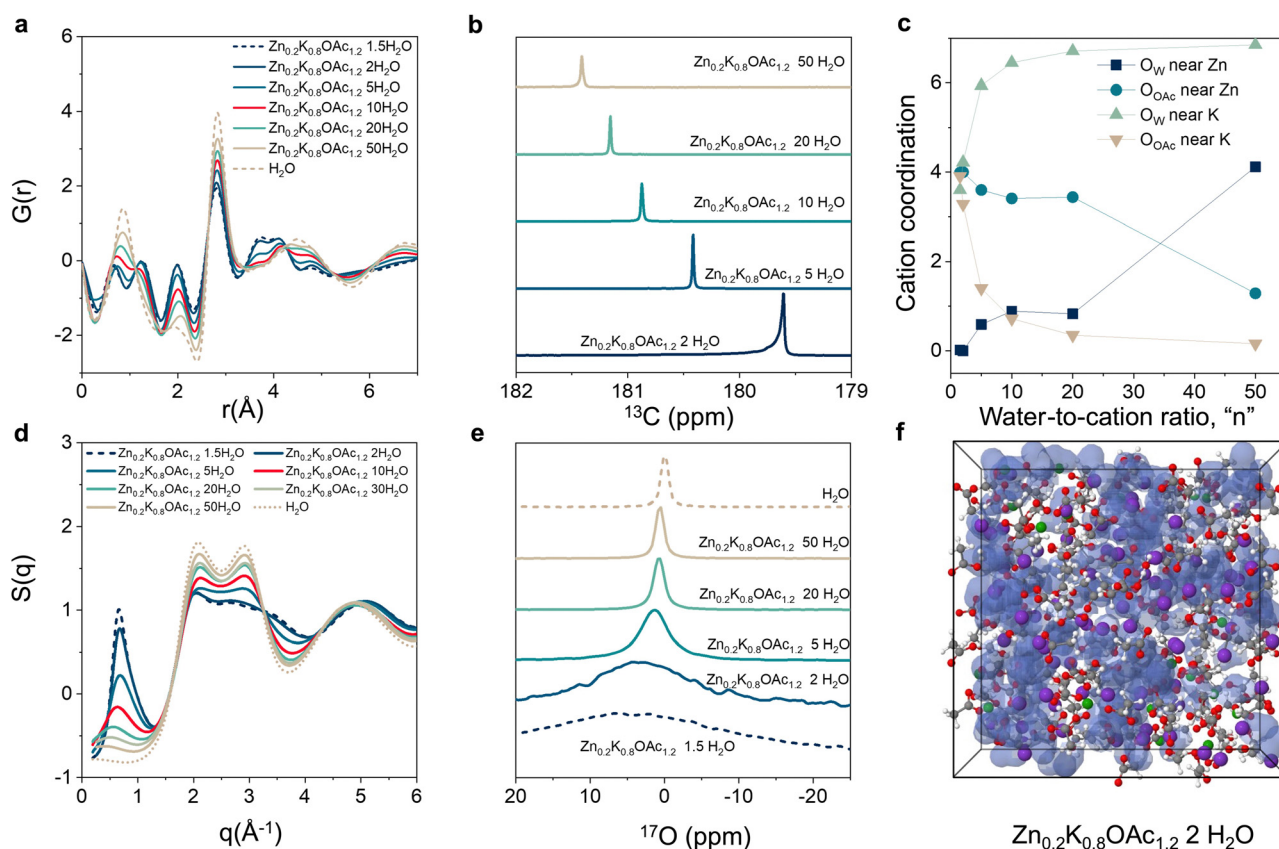 a
6
4
2
0
-2
G(r)
0
2
4
6
r(Å)
Zn0.2K0.8OAc1.2 1.5H2O
Zn0.2K0.8OAc1.2 2H2O
Zn0.2K0.8OAc1.2 5H2O
Zn0.2K0.8OAc1.2 10H2O
Zn0.2K0.8OAc1.2 20H2O
Zn0.2K0.8OAc1.2 50H2O
H2O
b
Zn0.2K0.8OAc1.2 50 H2O
Zn0.2K0.8OAc1.2 20 H2O
Zn0.2K0.8OAc1.2 10 H2O
Zn0.2K0.8OAc1.2 5 H2O
Zn0.2K0.8OAc1.2 2 H2O
182
181
180
179
13C (ppm)
c
6
4
2
0
Cation coordination
OW near Zn
OOAc near Zn
OW near K
OOAc near K
0
10
20
30
40
50
Water-to-cation ratio, “n”
d
3
2
1
0
-1
S(q)
Zn0.2K0.8OAc1.2 1.5H2O
Zn0.2K0.8OAc1.2 2H2O
Zn0.2K0.8OAc1.2 5H2O
Zn0.2K0.8OAc1.2 10H2O
Zn0.2K0.8OAc1.2 20H2O
Zn0.2K0.8OAc1.2 30H2O
Zn0.2K0.8OAc1.2 50H2O
H2O
0
1
2
3
4
5
6
q(Å-1)
e
H2O
Zn0.2K0.8OAc1.2 50 H2O
Zn0.2K0.8OAc1.2 20 H2O
Zn0.2K0.8OAc1.2 5 H2O
Zn0.2K0.8OAc1.2 2 H2O
Zn0.2K0.8OAc1.2 1.5 H2O
20
10
0
-10
-20
17O (ppm)
f
Zn0.2K0.8OAc1.2 2 H2O